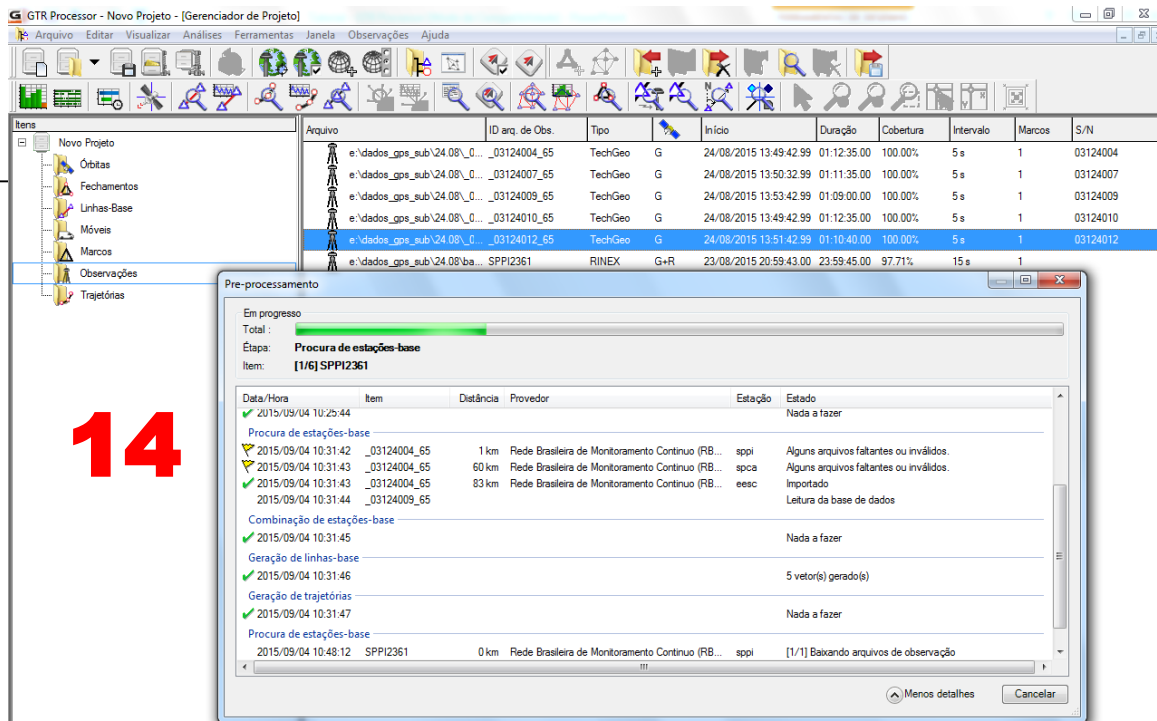 GTR Processor - Novo Projeto - [Gerenciador de Projeto]
Arquivo Editar Visualizar Análises Ferramentas Janela Observações Ajuda
Itens
Novo Projeto
Órbitas
Fechamentos
Linhas-Base
Móveis
Marcos
Observações
Trajetórias
Arquivo ID arq. de Obs. Tipo Início Duração Cobertura Intervalo Marcos S/N
e:\dados_gps_sub\24.08\_0... _03124004_65 TechGeo G 24/08/2015 13:49:42.99 01:12:35.00 100.00% 5 s 1 03124004
e:\dados_gps_sub\24.08\_0... _03124007_65 TechGeo G 24/08/2015 13:50:32.99 01:11:35.00 100.00% 5 s 1 03124007
e:\dados_gps_sub\24.08\_0... _03124009_65 TechGeo G 24/08/2015 13:53:42.99 01:09:00.00 100.00% 5 s 1 03124009
e:\dados_gps_sub\24.08\_0... _03124010_65 TechGeo G 24/08/2015 13:49:42.99 01:12:35.00 100.00% 5 s 1 03124010
e:\dados_gps_sub\24.08\_0... _03124012_65 TechGeo G 24/08/2015 13:51:42.99 01:10:40.00 100.00% 5 s 1 03124012
e:\dados_gps_sub\24.08\ba... SPPI2361 RINEX G+R 23/08/2015 20:59:43.00 23:59:45.00 97.71% 15 s 1
14
Pre-processamento
Em progresso
Total :
Étapa: Procura de estações-base
Item: [1/6] SPPI2361
Data/Hora Item Distância Provedor Estação Estado
2015/09/04 10:25:44 Nada a fazer
Procura de estações-base
2015/09/04 10:31:42 _03124004_65 1 km Rede Brasileira de Monitoramento Continuo (RB... sppi Alguns arquivos faltantes ou inválidos.
2015/09/04 10:31:43 _03124004_65 60 km Rede Brasileira de Monitoramento Continuo (RB... spca Alguns arquivos faltantes ou inválidos.
2015/09/04 10:31:43 _03124004_65 83 km Rede Brasileira de Monitoramento Continuo (RB... eesc Importado
2015/09/04 10:31:44 _03124009_65 Leitura da base de dados
Combinação de estações-base
2015/09/04 10:31:45 Nada a fazer
Geração de linhas-base
2015/09/04 10:31:46 5 vetor(s) gerado(s)
Geração de trajetórias
2015/09/04 10:31:47 Nada a fazer
Procura de estações-base
2015/09/04 10:48:12 SPPI2361 0 km Rede Brasileira de Monitoramento Continuo (RB... sppi [1/1] Baixando arquivos de observação
Menos detalhes Cancelar